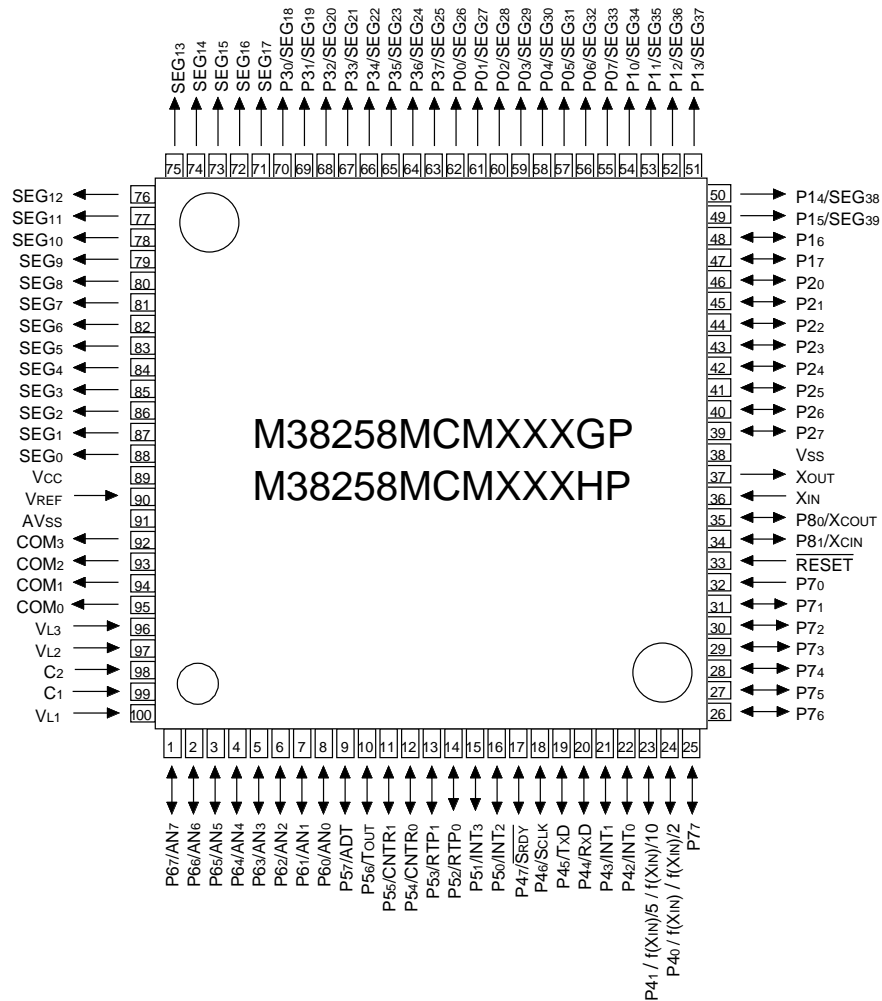 SEG13
SEG14
SEG15
SEG16
SEG17
P30/SEG18
P31/SEG19
P32/SEG20
P33/SEG21
P34/SEG22
P35/SEG23
P36/SEG24
P37/SEG25
P00/SEG26
P01/SEG27
P02/SEG28
P03/SEG29
P04/SEG30
P05/SEG31
P06/SEG32
P07/SEG33
P10/SEG34
P11/SEG35
P12/SEG36
P13/SEG37
75 74 73 72 71 70 69 68 67 66 65 64 63 62 61 60 59 58 57 56 55 54 53 52 51
SEG12 76
SEG11 77
SEG10 78
SEG9 79
SEG8 80
SEG7 81
SEG6 82
SEG5 83
SEG4 84
SEG3 85
SEG2 86
SEG1 87
SEG0 88
VCC 89
VREF 90
AVSS 91
COM3 92
COM2 93
COM1 94
COM0 95
VL3 96
VL2 97
C2 98
C1 99
VL1 100
M38258MCMXXXGP
M38258MCMXXXHP
50 P14/SEG38
49 P15/SEG39
48 P16
47 P17
46 P20
45 P21
44 P22
43 P23
42 P24
41 P25
40 P26
39 P27
38 VSS
37 XOUT
36 XIN
35 P80/XCOUT
34 P81/XCIN
33 RESET
32 P70
31 P71
30 P72
29 P73
28 P74
27 P75
26 P76
1 2 3 4 5 6 7 8 9 10 11 12 13 14 15 16 17 18 19 20 21 22 23 24 25
P67/AN7
P66/AN6
P65/AN5
P64/AN4
P63/AN3
P62/AN2
P61/AN1
P60/AN0
P57/ADT
P56/TOUT
P55/CNTR1
P54/CNTR0
P53/RTP1
P52/RTP0
P51/INT3
P50/INT2
P47/SRDY
P46/SCLK
P45/TXD
P44/RXD
P43/INT1
P42/INT0
P41 / f(XIN)/5 / f(XIN)/10
P40 / f(XIN) / f(XIN)/2
P77